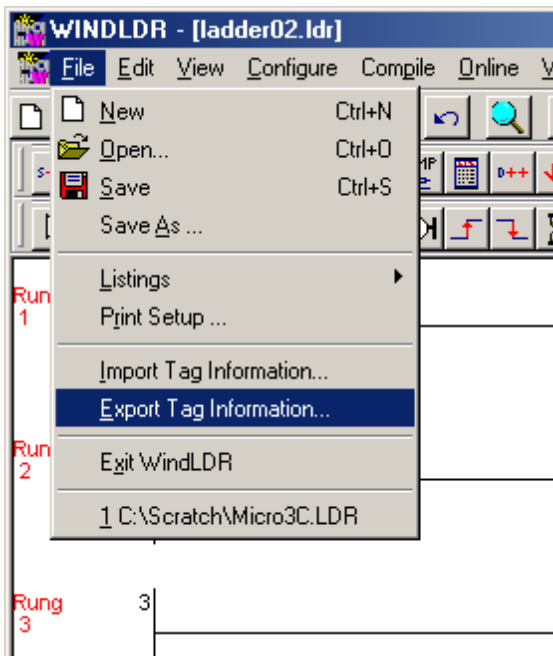 WINDLDR - [ladder02.ldr]
File Edit View Configure Compile Online
New Ctrl+N
Open... Ctrl+O
Save Ctrl+S
Save As ...
Listings
Print Setup ...
Import Tag Information...
Export Tag Information...
Exit WindLDR
1 C:\Scratch\Micro3C.LDR
D++
Run
1
Run
2
Rung 3
3